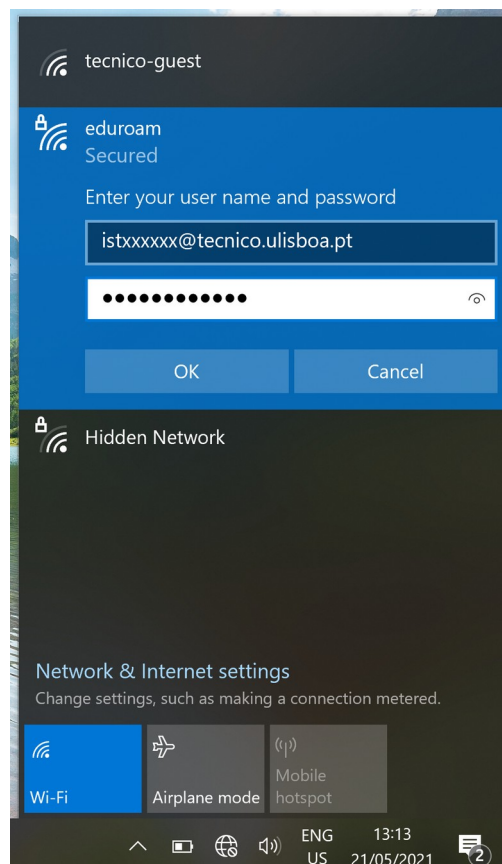 tecnico-guest
eduroam
Secured
Enter your user name and password
istxxxxxx@tecnico.ulisboa.pt
●●●●●●●●●●●●
OK
Cancel
Hidden Network
Network & Internet settings
Change settings, such as making a connection metered.
Wi-Fi
Airplane mode
Mobile
hotspot
ENG
US
13:13
21/05/2021
2